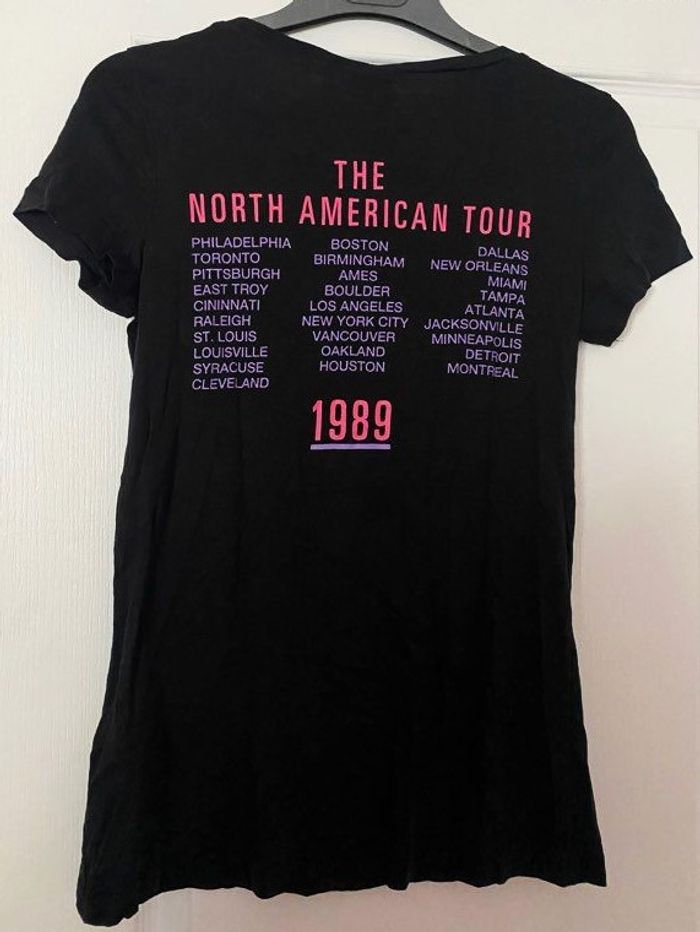 THE
NORTH AMERICAN TOUR
PHILADELPHIA
TORONTO
PITTSBURGH
EAST TROY
CININNATI
RALEIGH
ST. LOUIS
LOUISVILLE
SYRACUSE
CLEVELAND
BOSTON
BIRMINGHAM
AMES
BOULDER
LOS ANGELES
NEW YORK CITY
VANCOUVER
OAKLAND
HOUSTON
DALLAS
NEW ORLEANS
MIAMI
TAMPA
ATLANTA
JACKSONVILLE
MINNEAPOLIS
DETROIT
MONTREAL
1989